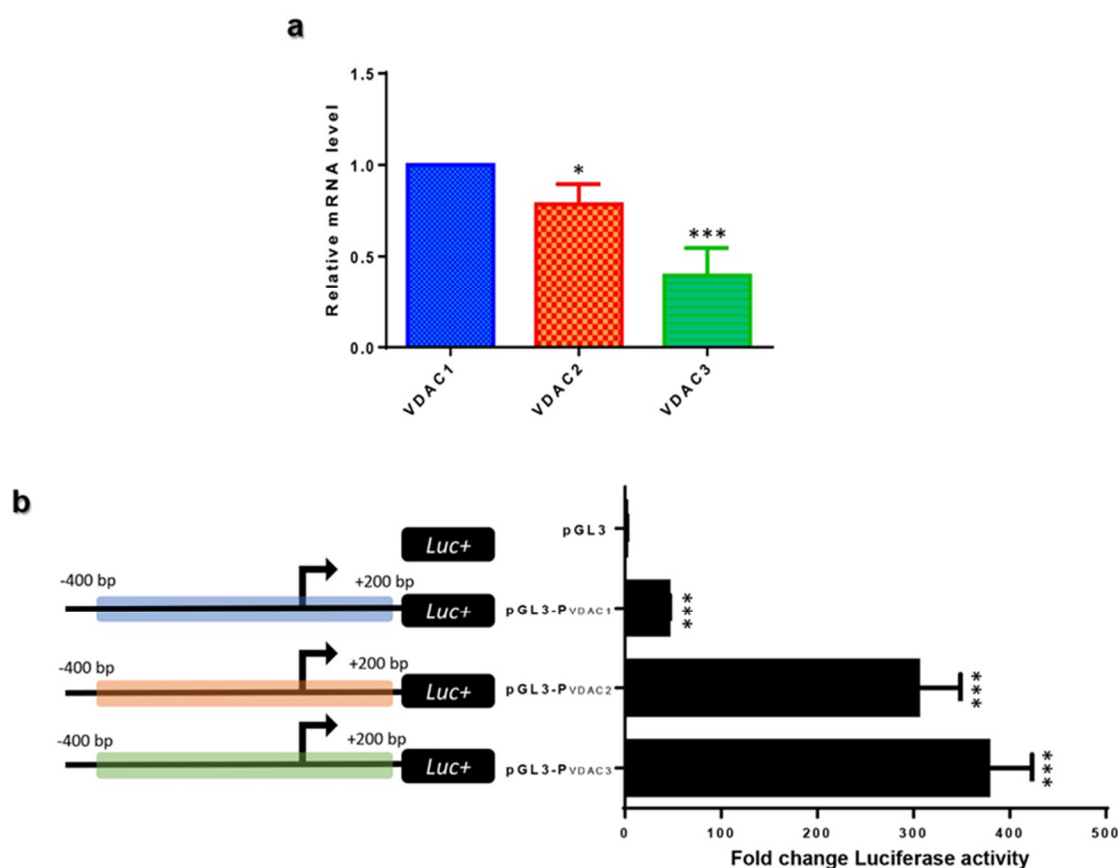 a
Relative mRNA level
1.5
1.0
0.5
0.0
*
***
VDAC1
VDAC2
VDAC3
b
Luc+
-400 bp
+200 bp
Luc+
-400 bp
+200 bp
Luc+
-400 bp
+200 bp
Luc+
pGL3
pGL3-PVDAC1
***
pGL3-PVDAC2
***
pGL3-PVDAC3
***
0 100 200 300 400 500
Fold change Luciferase activity